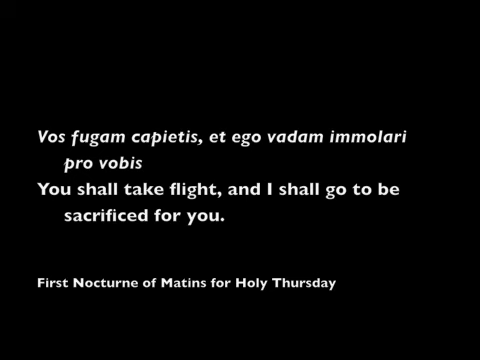 Vos fugam capietis, et ego vadam immolari
pro vobis
You shall take flight, and I shall go to be
sacrificed for you.
First Nocturne of Matins for Holy Thursday